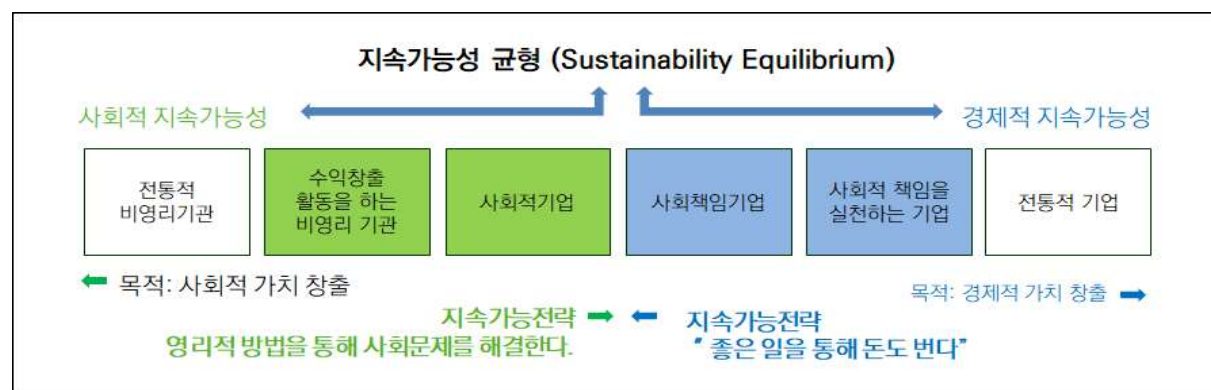 지속가능성 균형 (Sustainability Equilibrium)
사회적 지속가능성
경제적 지속가능성
전통적
비영리기관
수익창출
활동을 하는
비영리 기관
사회적기업
사회책임기업
사회적 책임을
실천하는 기업
전통적 기업
목적: 사회적 가치 창출
목적: 경제적 가치 창출
지속가능전략
영리적 방법을 통해 사회문제를 해결한다.
지속가능전략
" 좋은 일을 통해 돈도 번다"